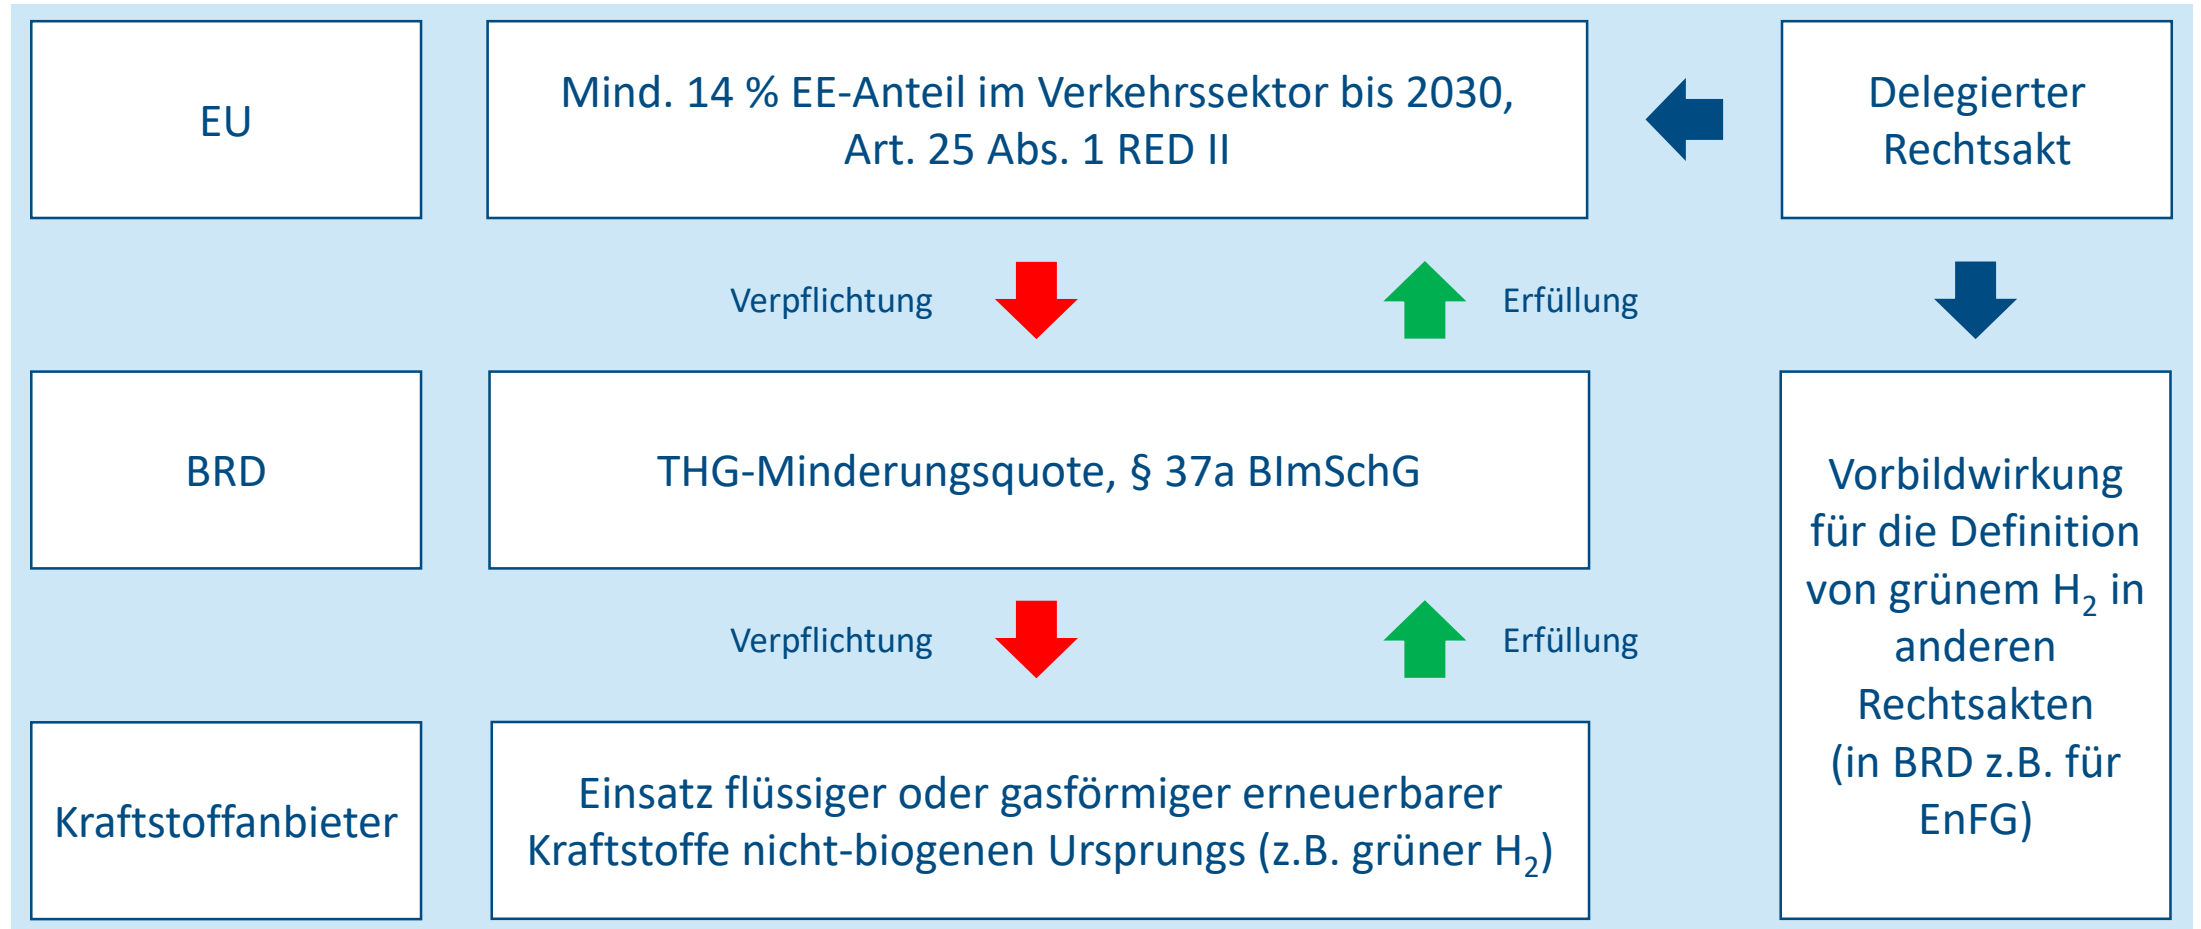 EU
Mind. 14 % EE-Anteil im Verkehrssektor bis 2030,
Art. 25 Abs. 1 RED II
Delegierter
Rechtsakt
Verpflichtung
Erfüllung
BRD
THG-Minderungsquote, § 37a BImSchG
Vorbildwirkung
für die Definition
von grünem H₂ in
anderen
Rechtsakten
(in BRD z.B. für
EnFG)
Verpflichtung
Erfüllung
Kraftstoffanbieter
Einsatz flüssiger oder gasförmiger erneuerbarer
Kraftstoffe nicht-biogenen Ursprungs (z.B. grüner H₂)